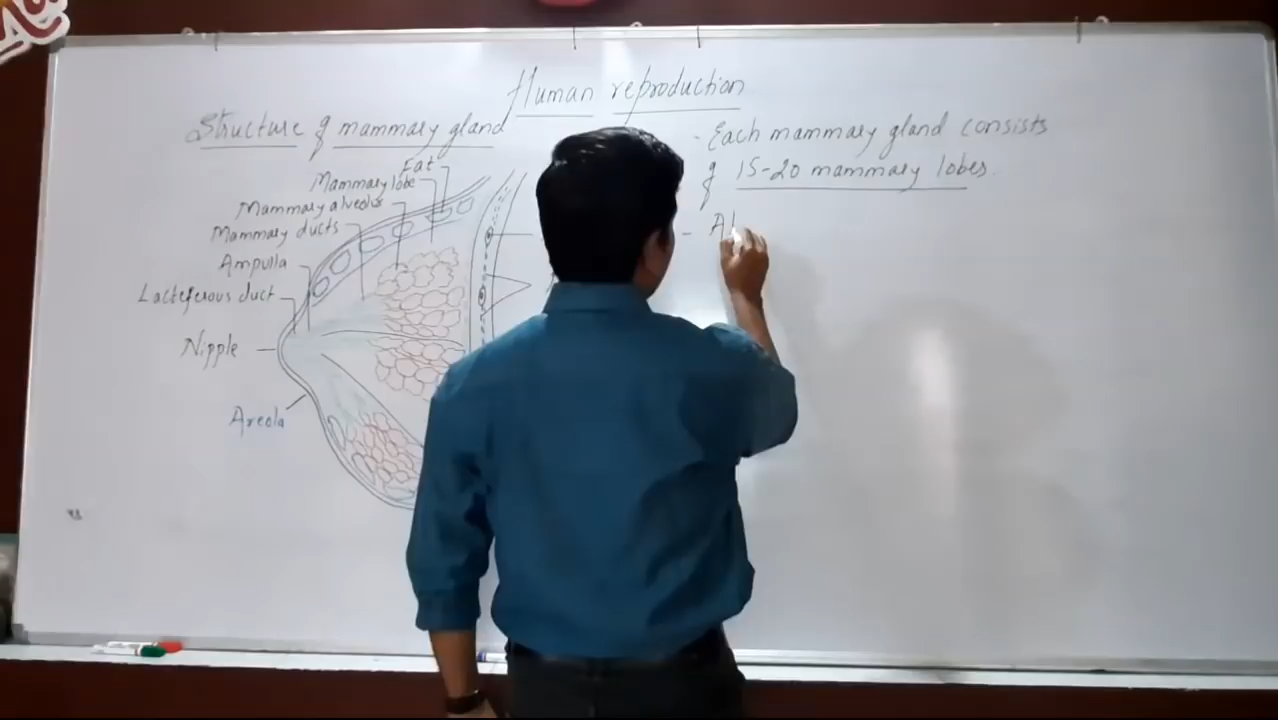 Human reproduction
Structure of mammary gland
Fat
Mammary lobe
Mammary alveolus
Mammary ducts
Ampulla
Lactiferous duct
Nipple
Areola
- Each mammary gland consists
of 15-20 mammary lobes.
- Al